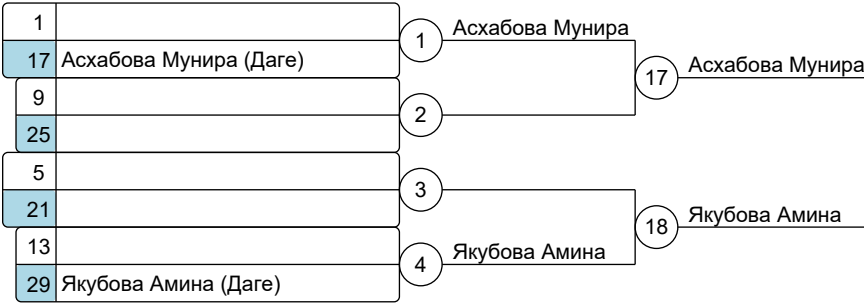 1
1 Асхабова Мунира
17 Асхабова Мунира (Даге)
17 Асхабова Мунира
9
2
25
5
3
21
18 Якубова Амина
13
4 Якубова Амина
29 Якубова Амина (Даге)